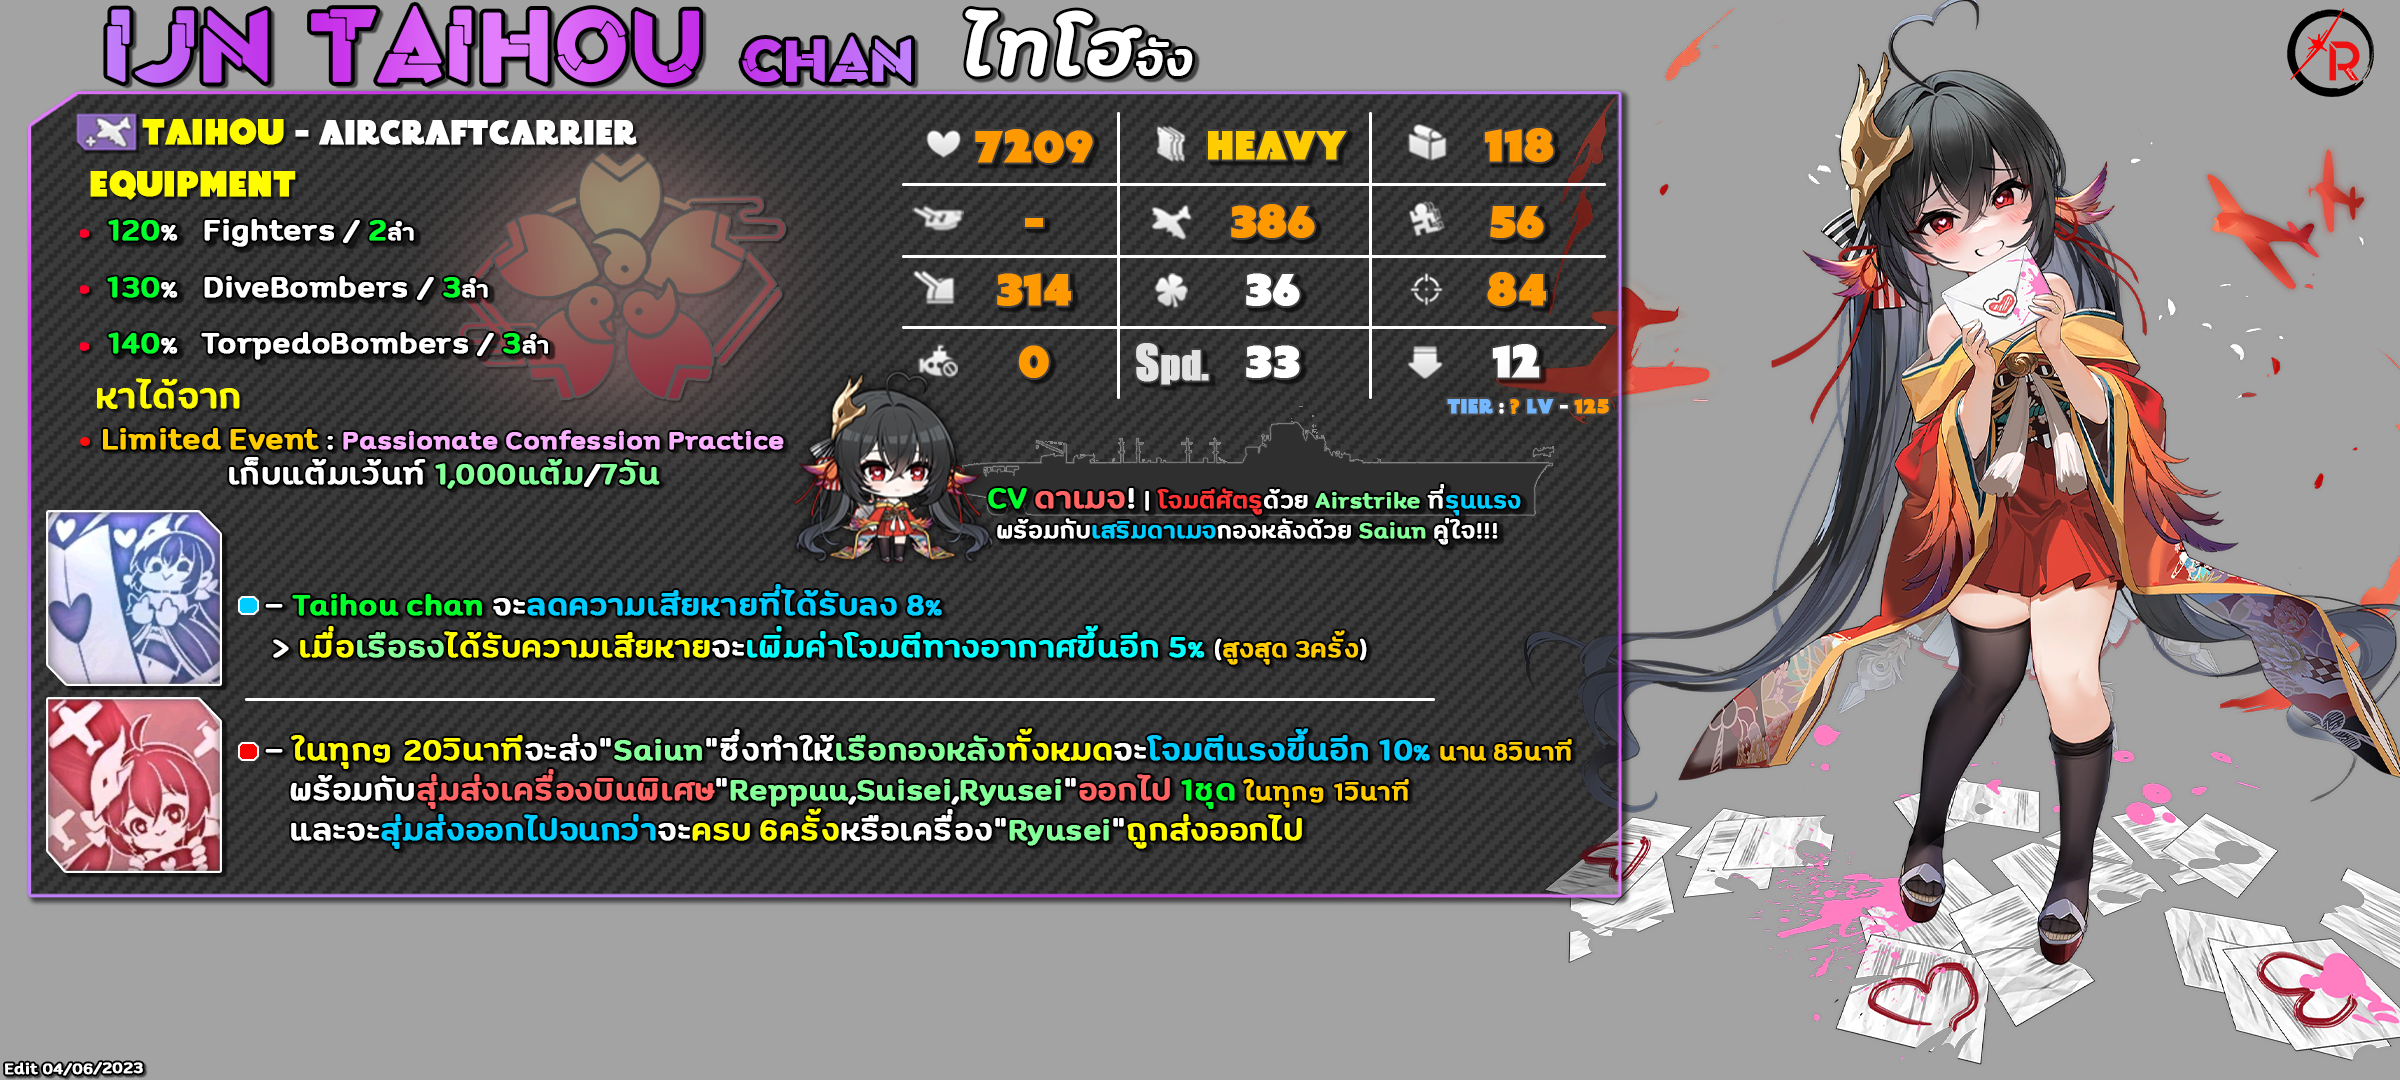 IJN TAIHOU CHAN ไทโฮจัง
R
TAIHOU - AIRCRAFTCARRIER
EQUIPMENT
• 120% Fighters / 2ลำ
• 130% DiveBombers / 3ลำ
• 140% TorpedoBombers / 3ลำ
หาได้จาก
• Limited Event : Passionate Confession Practice
เก็บแต้มเว้นท์ 1,000แต้ม/7วัน
7209 HEAVY 118
- 386 56
314 36 84
0 Spd. 33 12
TIER : ? LV - 125
CV ดาเมจ! | โจมตีศัตรูด้วย Airstrike ที่รุนแรง
พร้อมกับเสริมดาเมจกองหลังด้วย Saiun คู่ใจ!!!
– Taihou chan จะลดความเสียหายที่ได้รับลง 8%
> เมื่อเรือธงได้รับความเสียหายจะเพิ่มค่าโจมตีทางอากาศขึ้นอีก 5% (สูงสุด 3ครั้ง)
– ในทุกๆ 20วินาทีจะส่ง"Saiun"ซึ่งทำให้เรือกองหลังทั้งหมดจะโจมตีแรงขึ้นอีก 10% นาน 8วินาที
พร้อมกับสุ่มส่งเครื่องบินพิเศษ"Reppuu,Suisei,Ryusei"ออกไป 1ชุด ในทุกๆ 1วินาที
และจะสุ่มส่งออกไปจนกว่าจะครบ 6ครั้งหรือเครื่อง"Ryusei"ถูกส่งออกไป
Edit 04/06/2023